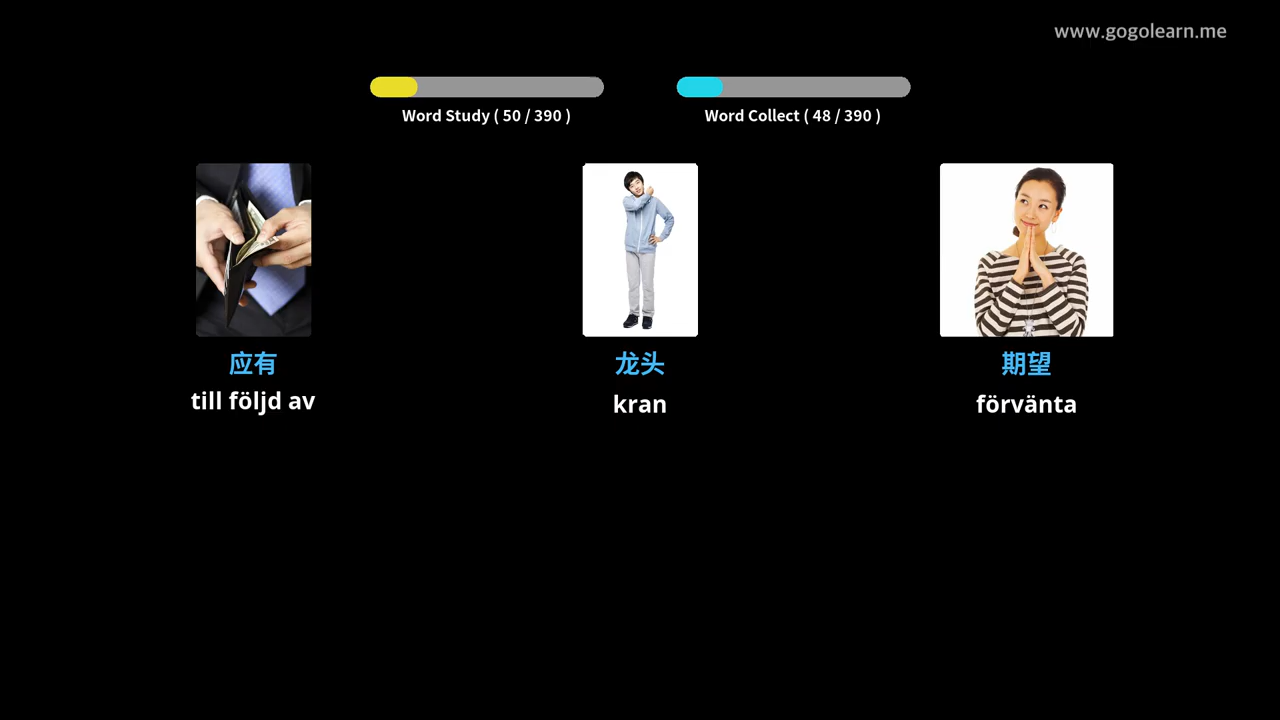 www.gogolearn.me
Word Study ( 50 / 390 )
Word Collect ( 48 / 390 )
应有
龙头
期望
till följd av
kran
förvänta